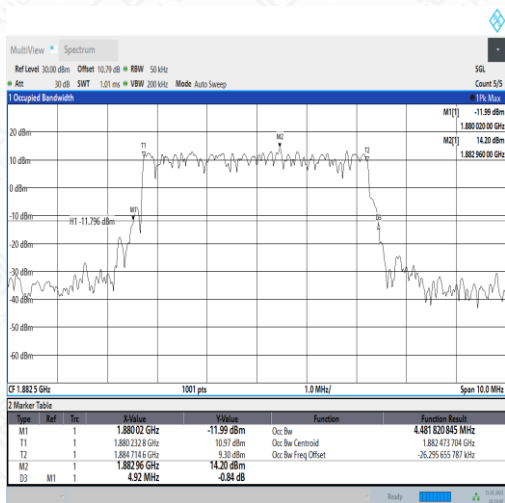 MultiView Spectrum
Ref Level 30.00 dBm Offset 10.79 dB RBW 50 kHz SGL
Att 30 dB SWT 1.01 ms VBW 200 kHz Mode Auto Sweep Count 5/5
1 Occupied Bandwidth 1Pk Max
M1[1] -11.99 dBm
1.880 020 00 GHz
M2[1] 14.20 dBm
1.882 960 00 GHz
20 dBm
T1
M2
T2
10 dBm
0 dBm
-10 dBm
M1
D3
H1 -11.796 dBm
-20 dBm
-30 dBm
-40 dBm
-50 dBm
-60 dBm
CF 1.882 5 GHz 1001 pts 1.0 MHz/ Span 10.0 MHz
2 Marker Table
Type Ref Trc X-Value Y-Value Function Function Result
M1 1 1.880 02 GHz -11.99 dBm Occ Bw 4.481 820 845 MHz
T1 1 1.880 232 8 GHz 10.97 dBm Occ Bw Centroid 1.882 473 704 GHz
T2 1 1.884 714 6 GHz 9.30 dBm Occ Bw Freq Offset -26.295 655 787 kHz
M2 1 1.882 96 GHz 14.20 dBm
D3 M1 1 4.92 MHz -0.84 dB
Ready